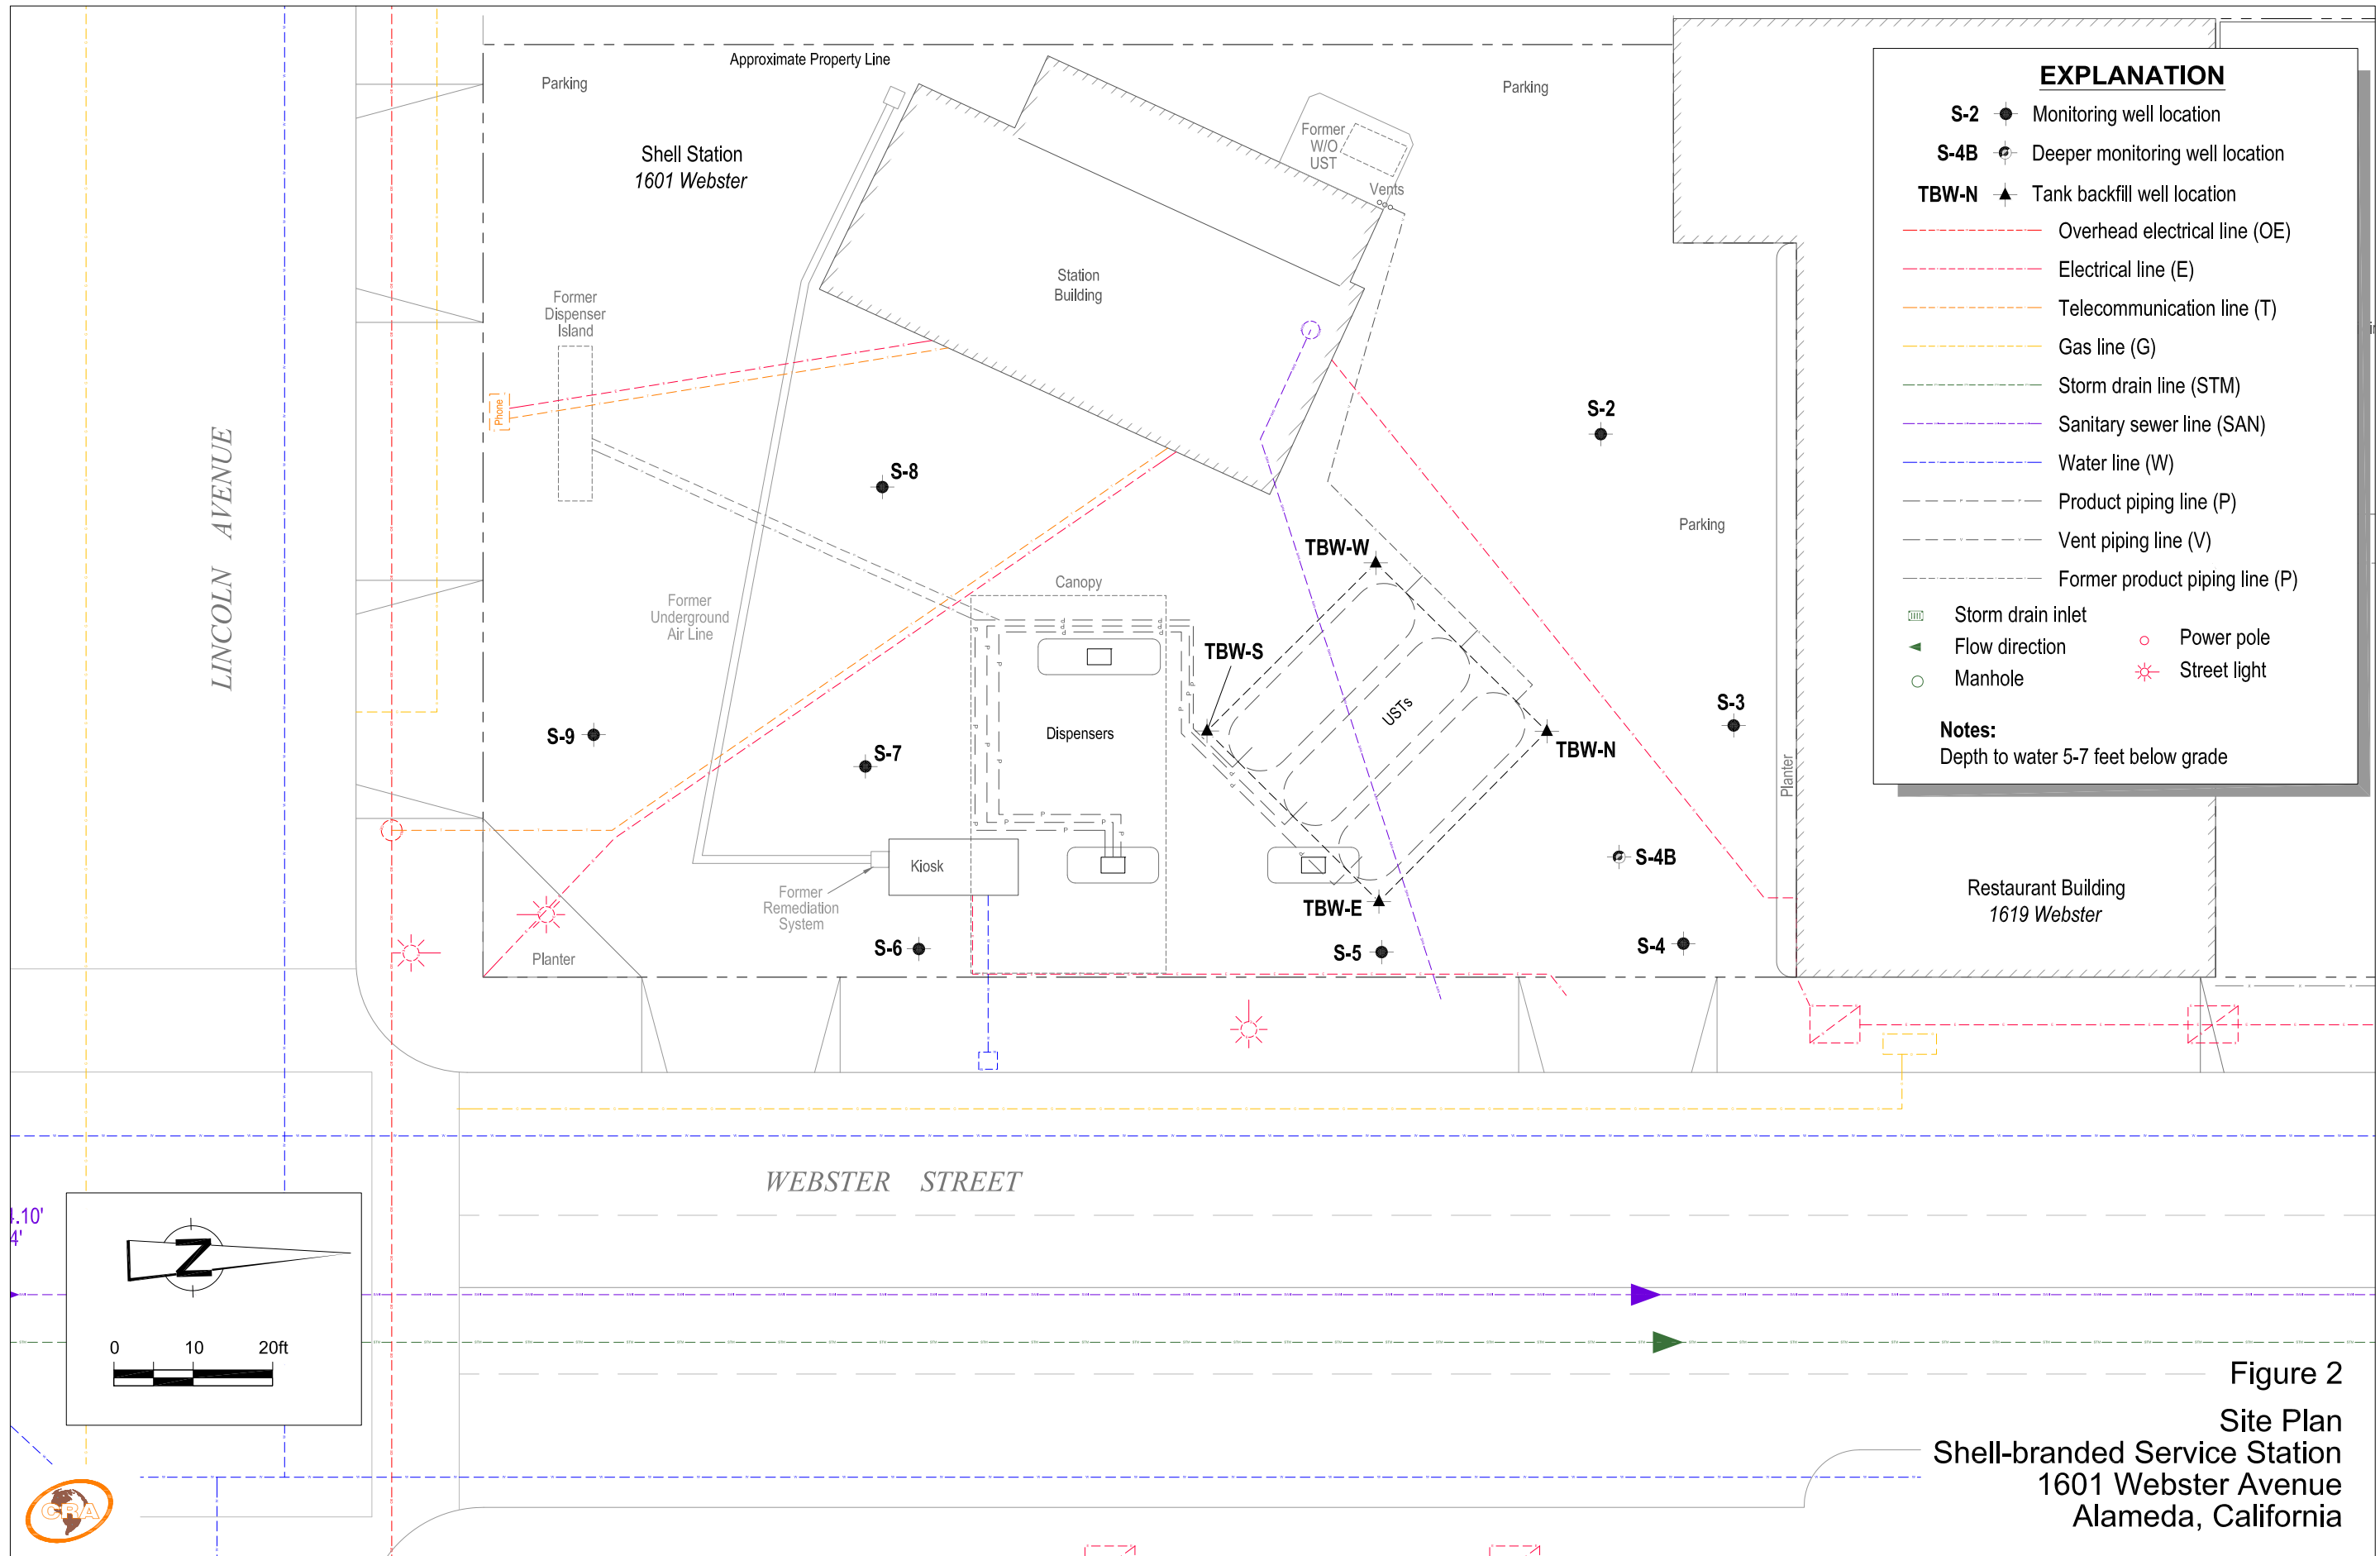 Approximate Property Line
Parking
Parking
Shell Station
1601 Webster
Former
W/O
UST
Vents
Station
Building
Former
Dispenser
Island
Phone
S-2
S-8
Parking
LINCOLN AVENUE
TBW-W
Canopy
Former
Underground
Air Line
TBW-S
USTs
S-3
S-9
Dispensers
S-7
TBW-N
Planter
Kiosk
S-4B
Former
Remediation
System
TBW-E
Restaurant Building
1619 Webster
S-6
S-5
S-4
Planter
WEBSTER STREET
EXPLANATION
S-2 Monitoring well location
S-4B Deeper monitoring well location
TBW-N Tank backfill well location
Overhead electrical line (OE)
Electrical line (E)
Telecommunication line (T)
Gas line (G)
Storm drain line (STM)
Sanitary sewer line (SAN)
Water line (W)
Product piping line (P)
Vent piping line (V)
Former product piping line (P)
Storm drain inlet
Flow direction
Manhole
Power pole
Street light
Notes:
Depth to water 5-7 feet below grade
.10'
4'
N
0 10 20ft
CRA
Figure 2
Site Plan
Shell-branded Service Station
1601 Webster Avenue
Alameda, California